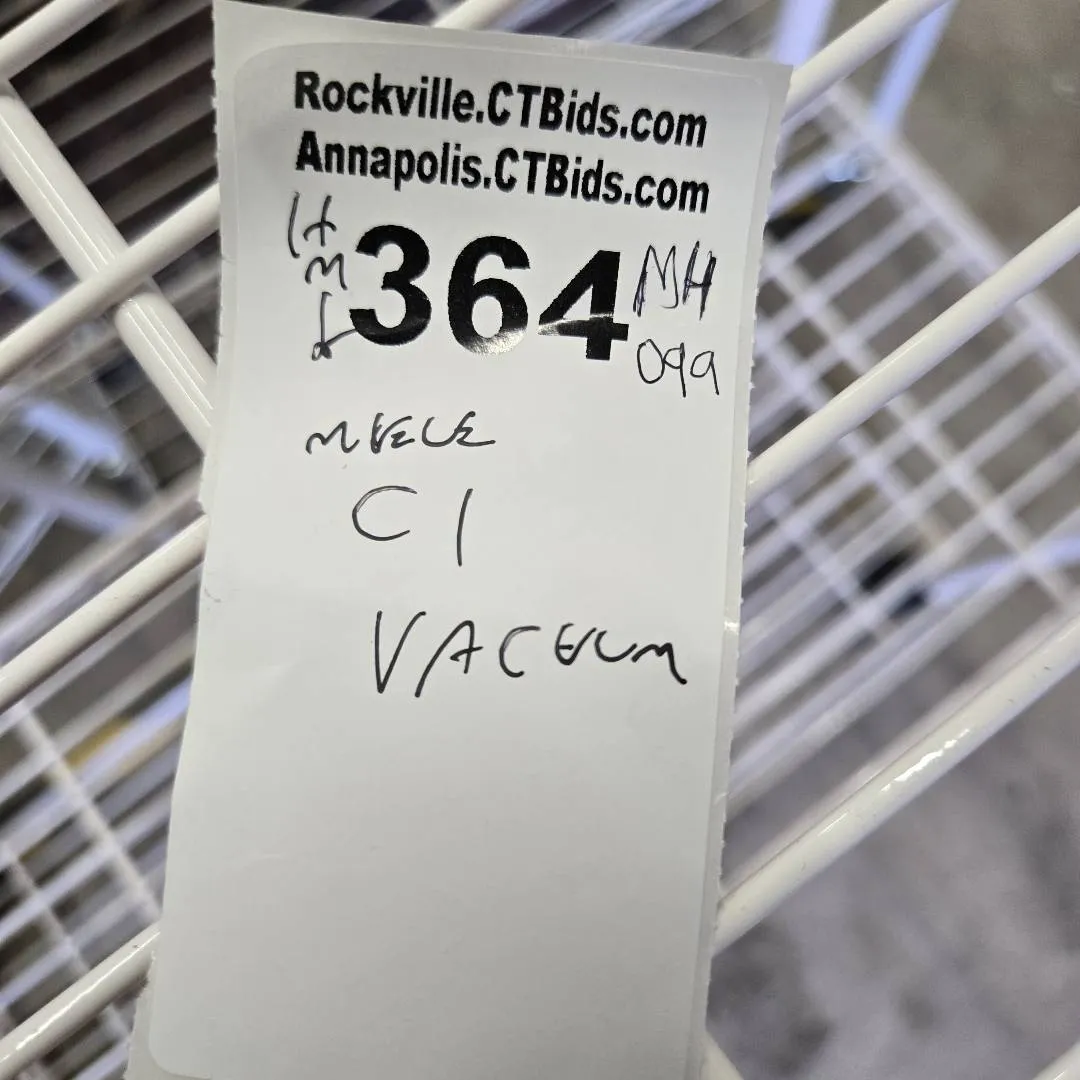 Rockville.CTBids.com
Annapolis.CTBids.com
364 MH
099
MIELE
C1
VACUUM